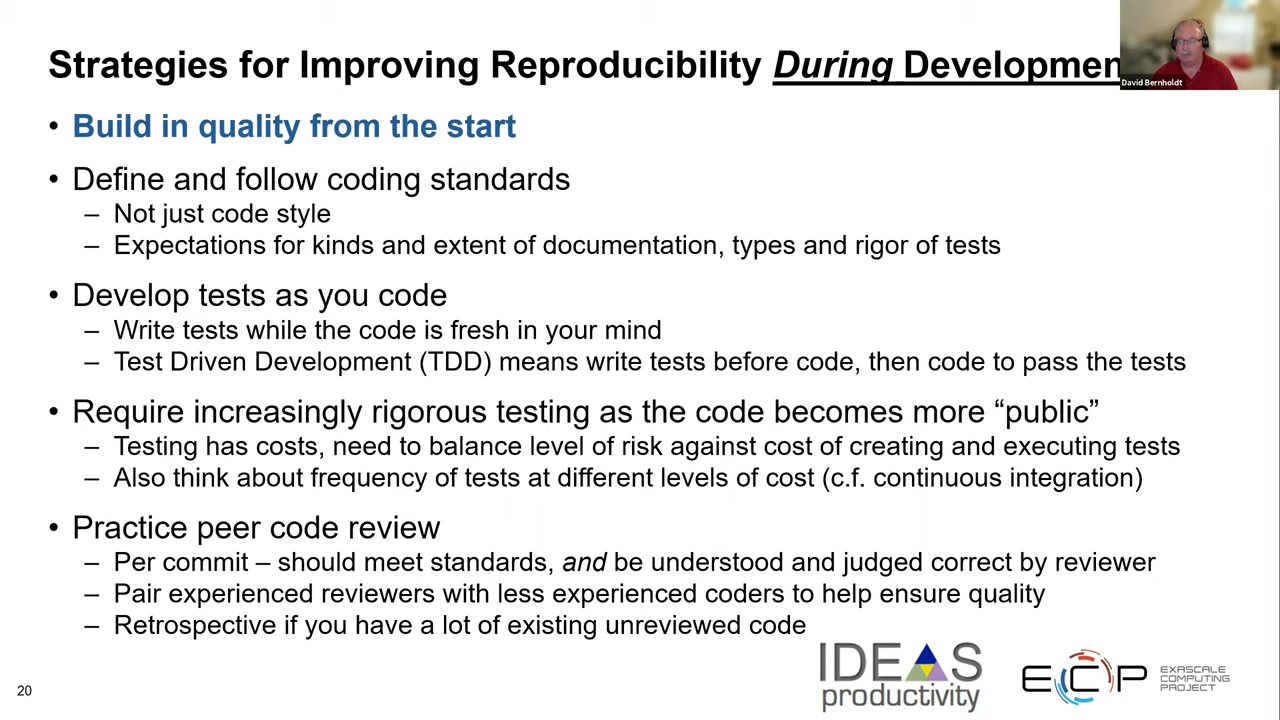 Strategies for Improving Reproducibility During Developmen
David Bernholdt
• Build in quality from the start
• Define and follow coding standards
– Not just code style
– Expectations for kinds and extent of documentation, types and rigor of tests
• Develop tests as you code
– Write tests while the code is fresh in your mind
– Test Driven Development (TDD) means write tests before code, then code to pass the tests
• Require increasingly rigorous testing as the code becomes more “public”
– Testing has costs, need to balance level of risk against cost of creating and executing tests
– Also think about frequency of tests at different levels of cost (c.f. continuous integration)
• Practice peer code review
– Per commit – should meet standards, and be understood and judged correct by reviewer
– Pair experienced reviewers with less experienced coders to help ensure quality
– Retrospective if you have a lot of existing unreviewed code
20
IDEAS
productivity
ECP
EXASCALE
COMPUTING
PROJECT